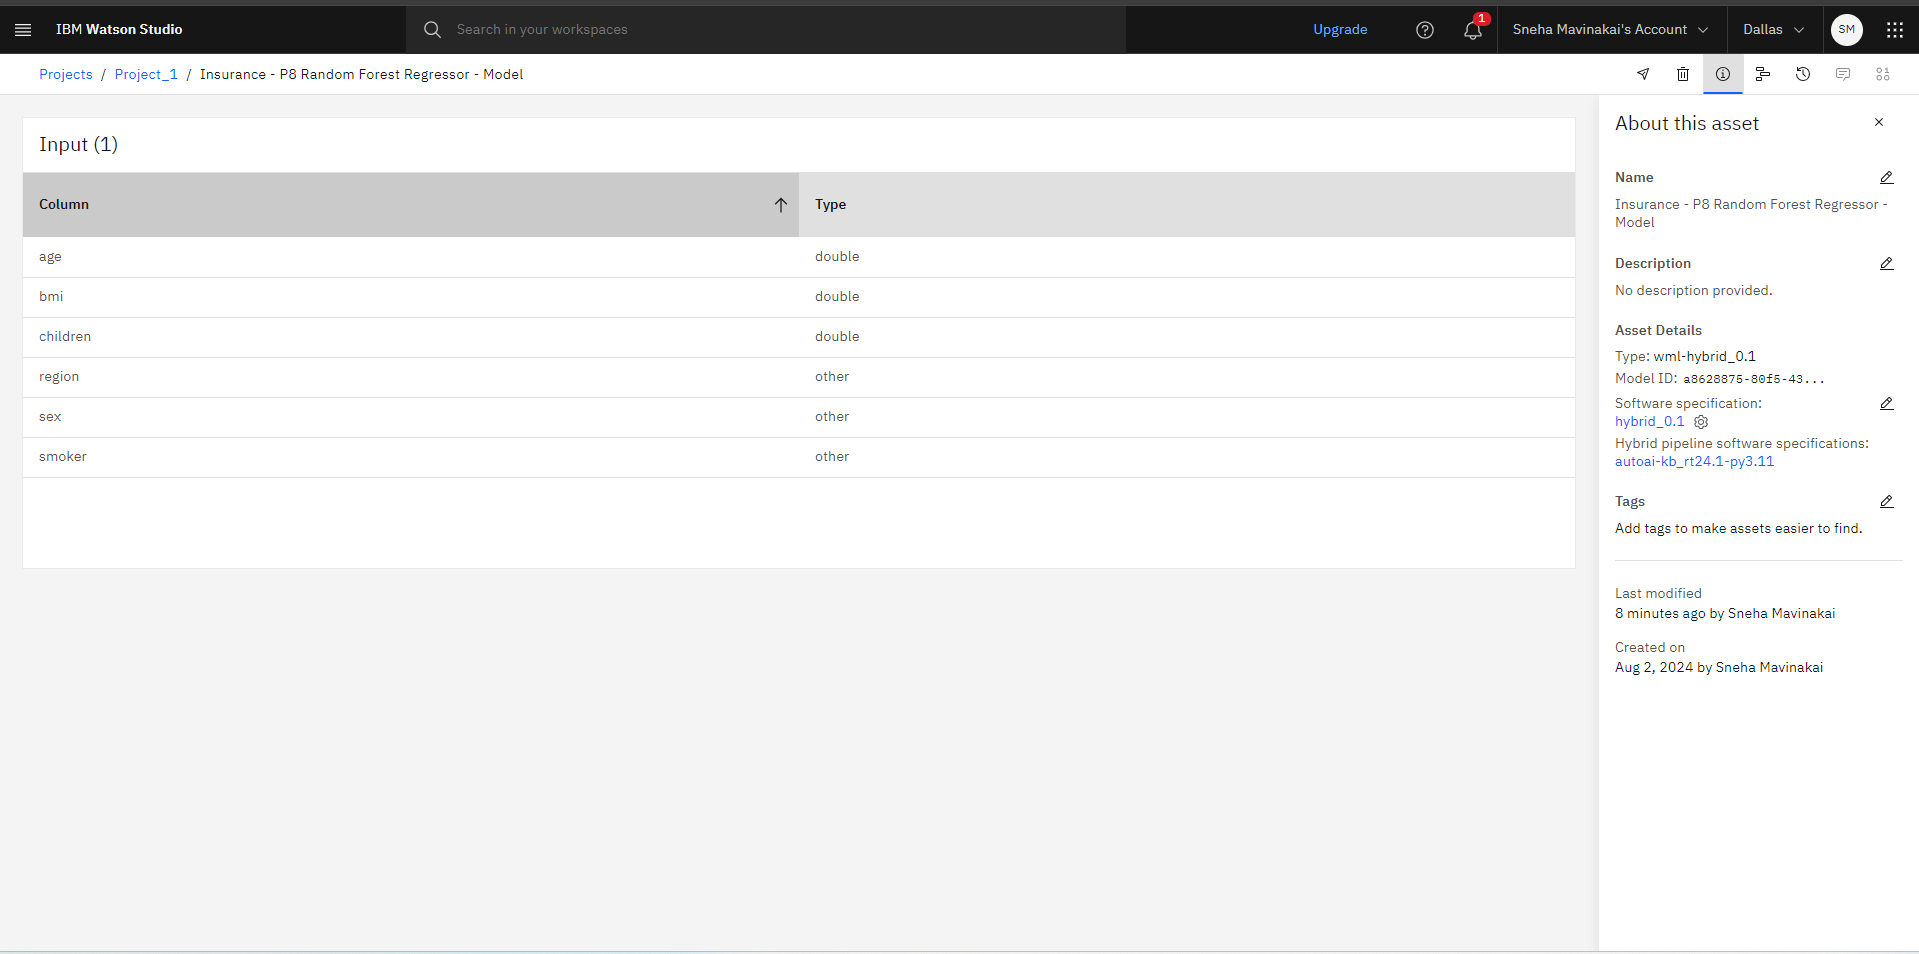 IBM Watson Studio
Search in your workspaces
Upgrade
1
Sneha Mavinakai's Account
Dallas
SM
Projects / Project_1 / Insurance - P8 Random Forest Regressor - Model
Input (1)
Column Type
age double
bmi double
children double
region other
sex other
smoker other
About this asset
Name
Insurance - P8 Random Forest Regressor -
Model
Description
No description provided.
Asset Details
Type: wml-hybrid_0.1
Model ID: a8628875-80f5-43...
Software specification:
hybrid_0.1
Hybrid pipeline software specifications:
autoai-kb_rt24.1-py3.11
Tags
Add tags to make assets easier to find.
Last modified
8 minutes ago by Sneha Mavinakai
Created on
Aug 2, 2024 by Sneha Mavinakai